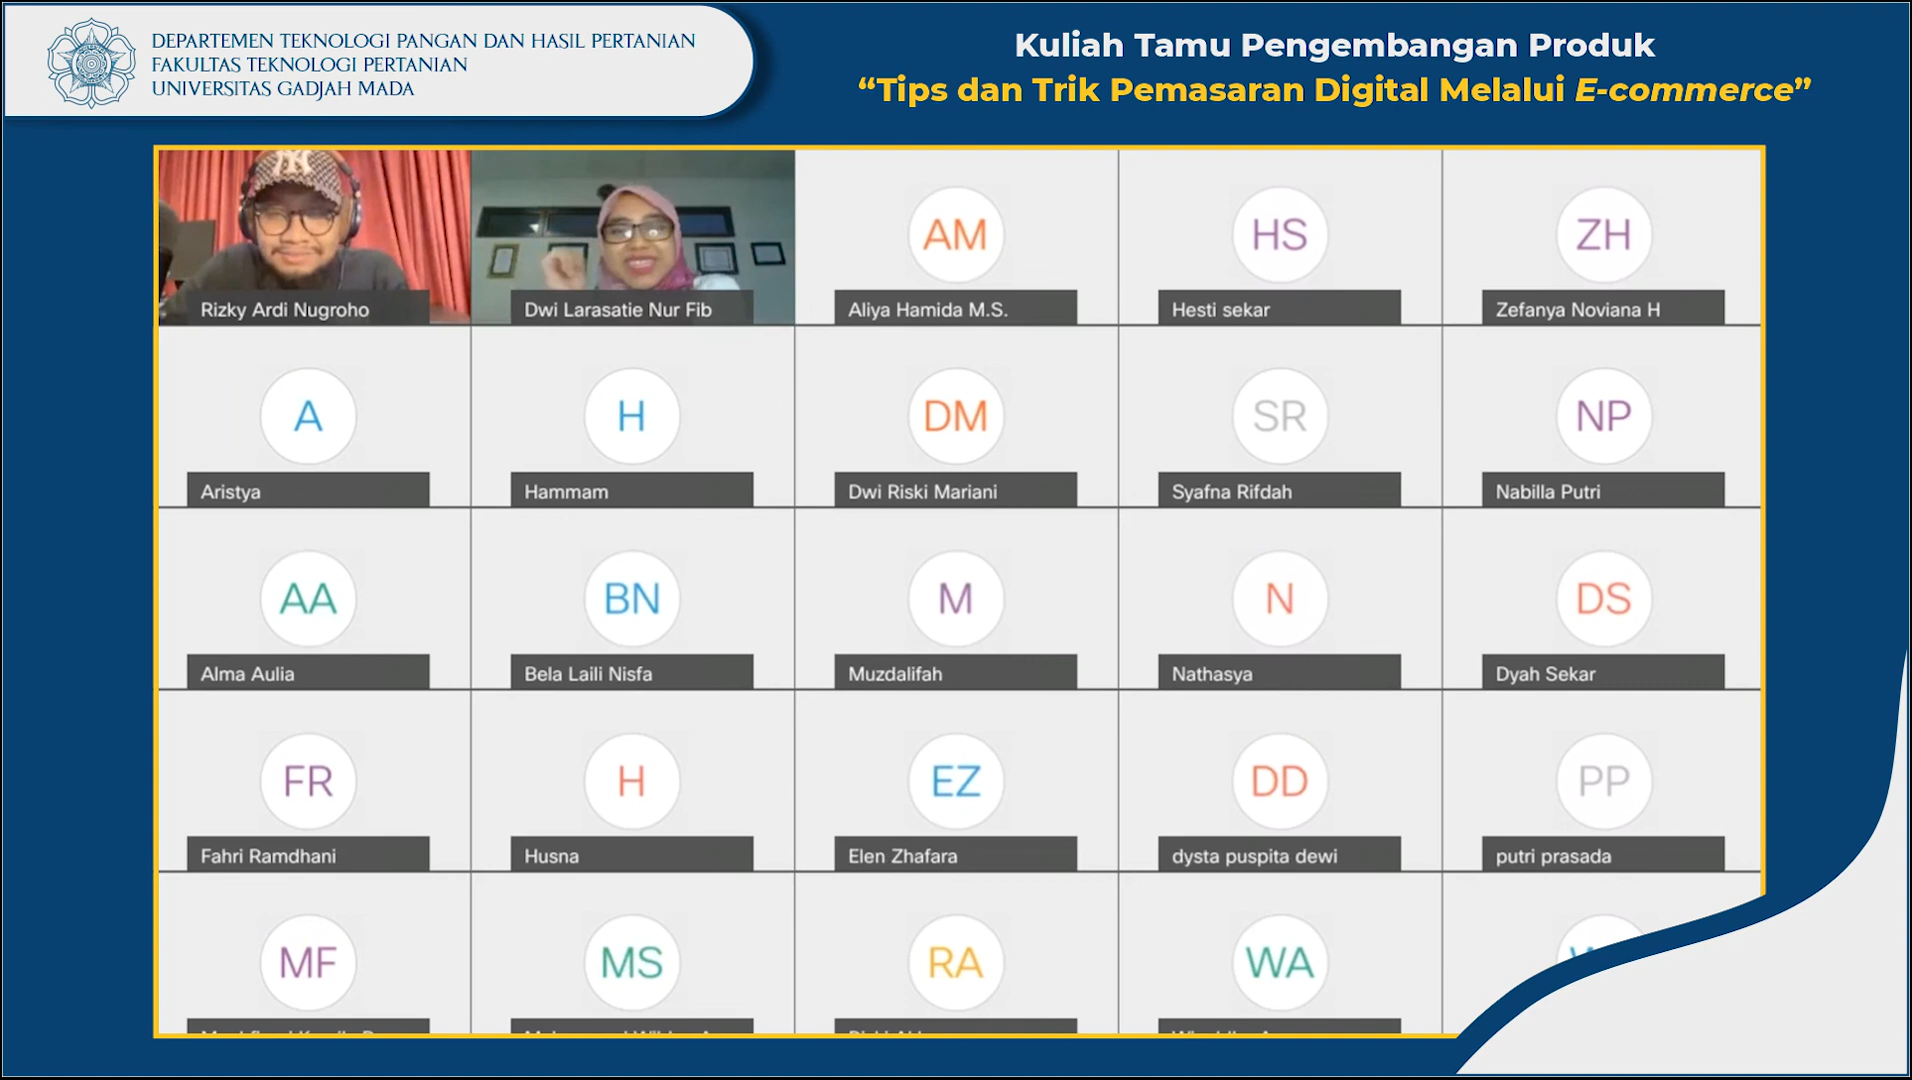 DEPARTEMEN TEKNOLOGI PANGAN DAN HASIL PERTANIAN
FAKULTAS TEKNOLOGI PERTANIAN
UNIVERSITAS GADJAH MADA
Kuliah Tamu Pengembangan Produk
“Tips dan Trik Pemasaran Digital Melalui E-commerce”
NY
AM
HS
ZH
Rizky Ardi Nugroho
Dwi Larasatie Nur Fib
Aliya Hamida M.S.
Hesti sekar
Zefanya Noviana H
A
H
DM
SR
NP
Aristya
Hammam
Dwi Riski Mariani
Syafna Rifdah
Nabilla Putri
AA
BN
M
N
DS
Alma Aulia
Bela Laili Nisfa
Muzdalifah
Nathasya
Dyah Sekar
FR
H
EZ
DD
PP
Fahri Ramdhani
Husna
Elen Zhafara
dysta puspita dewi
putri prasada
MF
MS
RA
WA